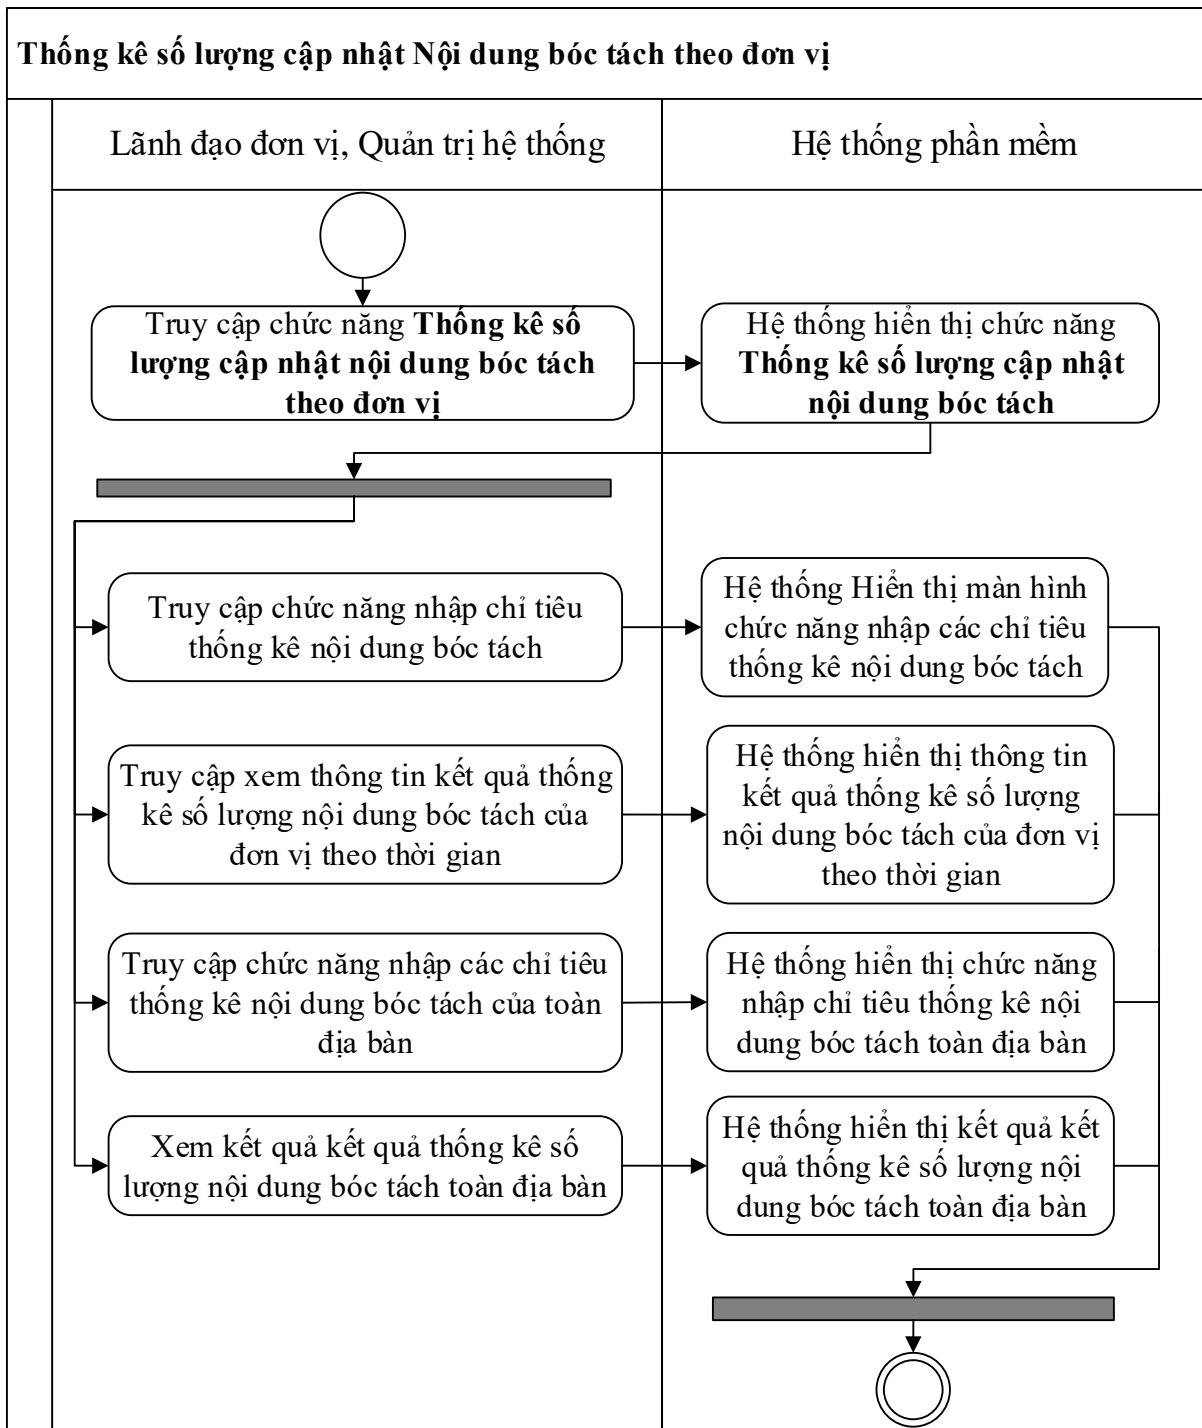 Thống kê số lượng cập nhật Nội dung bóc tách theo đơn vị
Lãnh đạo đơn vị, Quản trị hệ thống
Hệ thống phần mềm
Truy cập chức năng Thống kê số
lượng cập nhật nội dung bóc tách
theo đơn vị
Hệ thống hiển thị chức năng
Thống kê số lượng cập nhật
nội dung bóc tách
Truy cập chức năng nhập chỉ tiêu
thống kê nội dung bóc tách
Hệ thống Hiển thị màn hình
chức năng nhập các chỉ tiêu
thống kê nội dung bóc tách
Truy cập xem thông tin kết quả thống
kê số lượng nội dung bóc tách của
đơn vị theo thời gian
Hệ thống hiển thị thông tin
kết quả thống kê số lượng
nội dung bóc tách của đơn vị
theo thời gian
Truy cập chức năng nhập các chỉ tiêu
thống kê nội dung bóc tách của toàn
địa bàn
Hệ thống hiển thị chức năng
nhập chỉ tiêu thống kê nội
dung bóc tách toàn địa bàn
Xem kết quả kết quả thống kê số
lượng nội dung bóc tách toàn địa bàn
Hệ thống hiển thị kết quả kết
quả thống kê số lượng nội
dung bóc tách toàn địa bàn